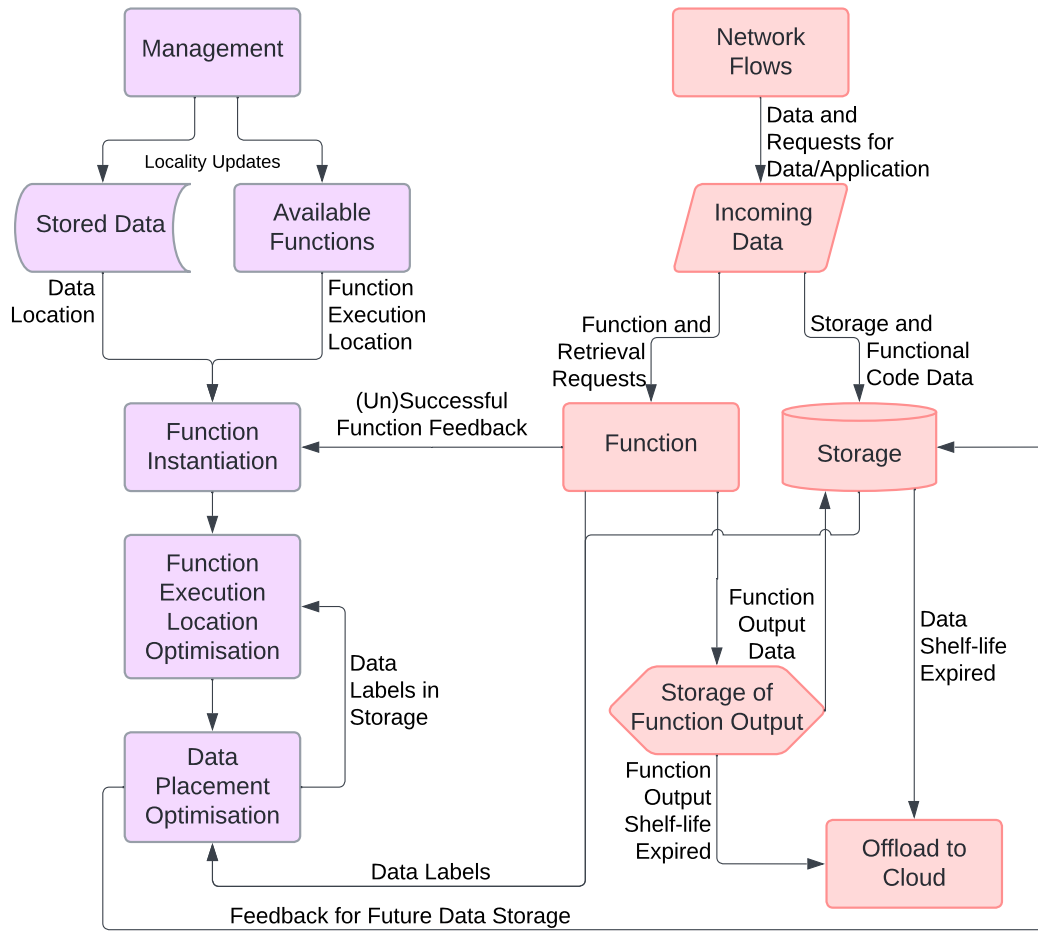 Management
Network
Flows
Data and
Requests for
Data/Application
Locality Updates
Stored Data
Available
Functions
Incoming
Data
Data
Location
Function
Execution
Location
Function and
Retrieval
Requests
Storage and
Functional
Code Data
(Un)Successful
Function Feedback
Function
Instantiation
Function
Storage
Function
Execution
Location
Optimisation
Data
Labels in
Storage
Function
Output
Data
Data
Shelf-life
Expired
Storage of
Function Output
Data
Placement
Optimisation
Function
Output
Shelf-life
Expired
Offload to
Cloud
Data Labels
Feedback for Future Data Storage